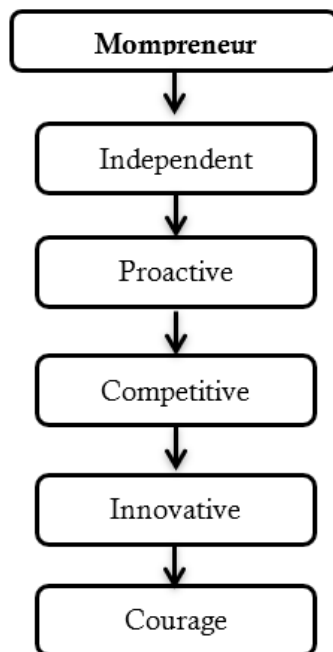 Mompreneur
Independent
Proactive
Competitive
Innovative
Courage